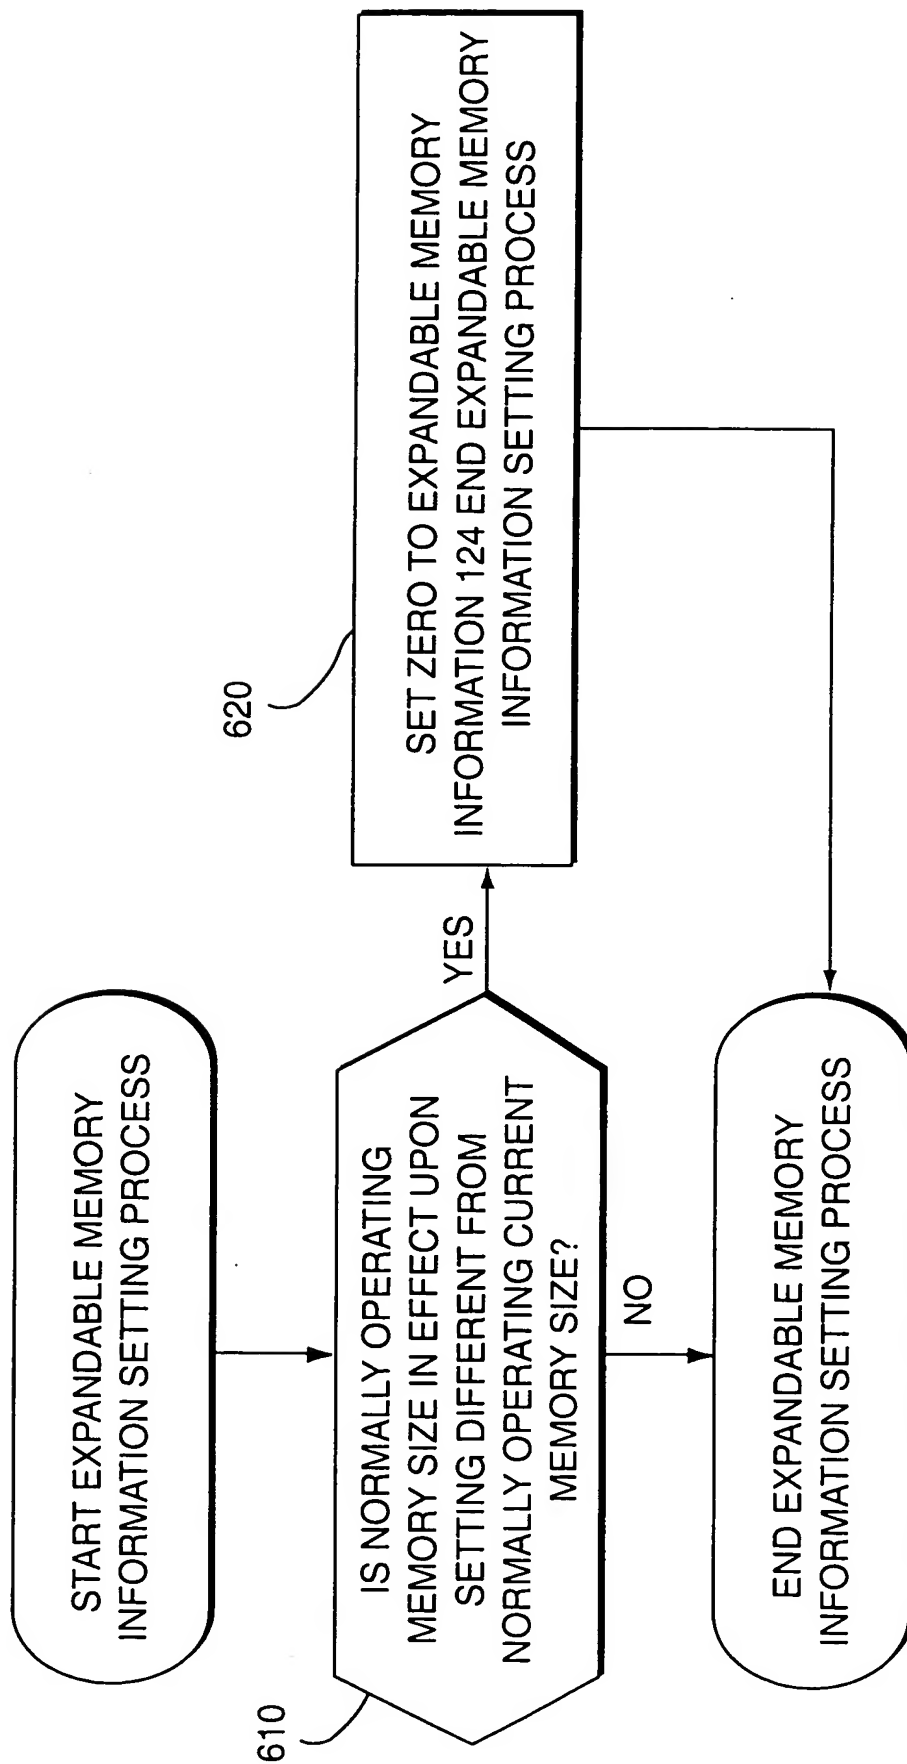 START EXPANDABLE MEMORY
INFORMATION SETTING PROCESS
610
IS NORMALLY OPERATING
MEMORY SIZE IN EFFECT UPON
SETTING DIFFERENT FROM
NORMALLY OPERATING CURRENT
MEMORY SIZE?
YES
620
SET ZERO TO EXPANDABLE MEMORY
INFORMATION 124 END EXPANDABLE MEMORY
INFORMATION SETTING PROCESS
NO
END EXPANDABLE MEMORY
INFORMATION SETTING PROCESS